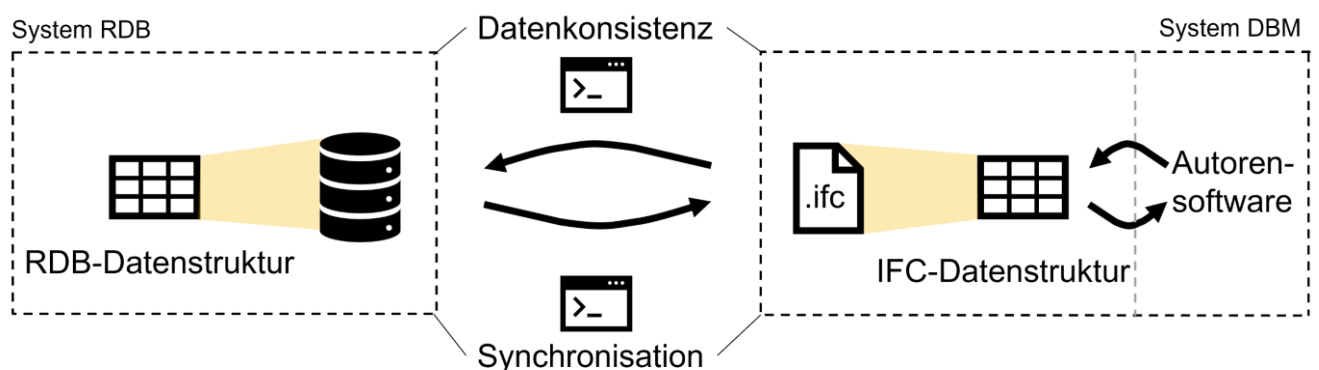 System RDB
Datenkonsistenz
System DBM
>_
.ifc
Autoren-
software
RDB-Datenstruktur
IFC-Datenstruktur
>_
Synchronisation